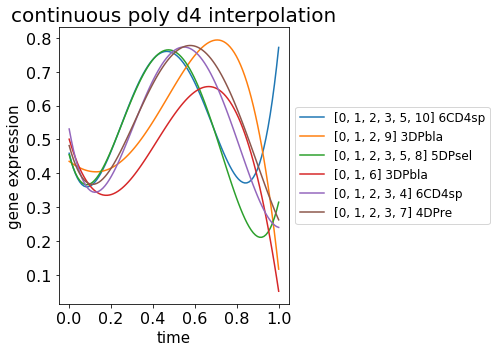 continuous poly d4 interpolation
gene expression
0.8
0.7
0.6
0.5
0.4
0.3
0.2
0.1
0.0 0.2 0.4 0.6 0.8 1.0
time
[0, 1, 2, 3, 5, 10] 6CD4sp
[0, 1, 2, 9] 3DPbla
[0, 1, 2, 3, 5, 8] 5DPsel
[0, 1, 6] 3DPbla
[0, 1, 2, 3, 4] 6CD4sp
[0, 1, 2, 3, 7] 4DPre